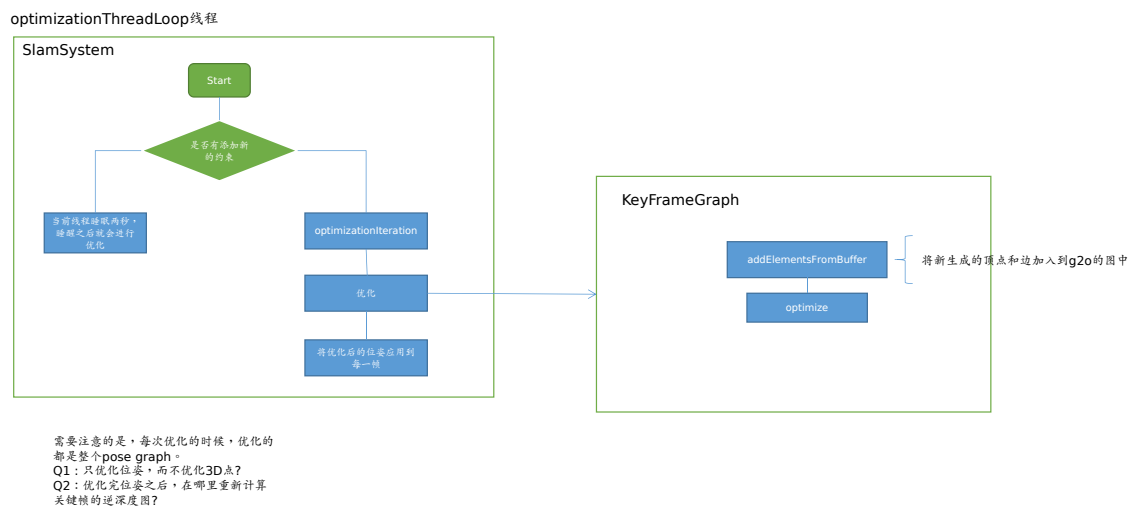 optimizationThreadLoop线程
SlamSystem
Start
是否有添加新
的约束
当前线程睡眠两秒，
睡醒之后就会进行
优化
optimizationIteration
优化
将优化后的位姿应用到
每一帧
KeyFrameGraph
addElementsFromBuffer
将新生成的顶点和边加入到g2o的图中
optimize
需要注意的是，每次优化的时候，优化的
都是整个pose graph。
Q1：只优化位姿，而不优化3D点?
Q2：优化完位姿之后，在哪里重新计算
关键帧的逆深度图?